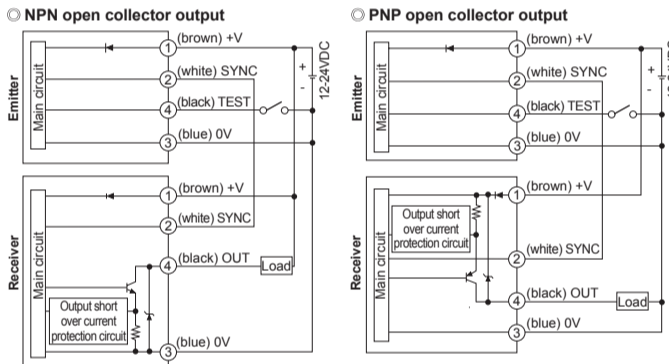 ◎ NPN open collector output
Emitter
Main circuit
1 (brown) +V
2 (white) SYNC
4 (black) TEST
3 (blue) 0V
+
-
12-24VDC
Receiver
Main circuit
1 (brown) +V
2 (white) SYNC
4 (black) OUT
Load
Output short
over current
protection circuit
3 (blue) 0V
◎ PNP open collector output
Emitter
Main circuit
1 (brown) +V
2 (white) SYNC
4 (black) TEST
3 (blue) 0V
+
-
Receiver
Main circuit
1 (brown) +V
Output short
over current
protection circuit
2 (white) SYNC
4 (black) OUT
Load
3 (blue) 0V